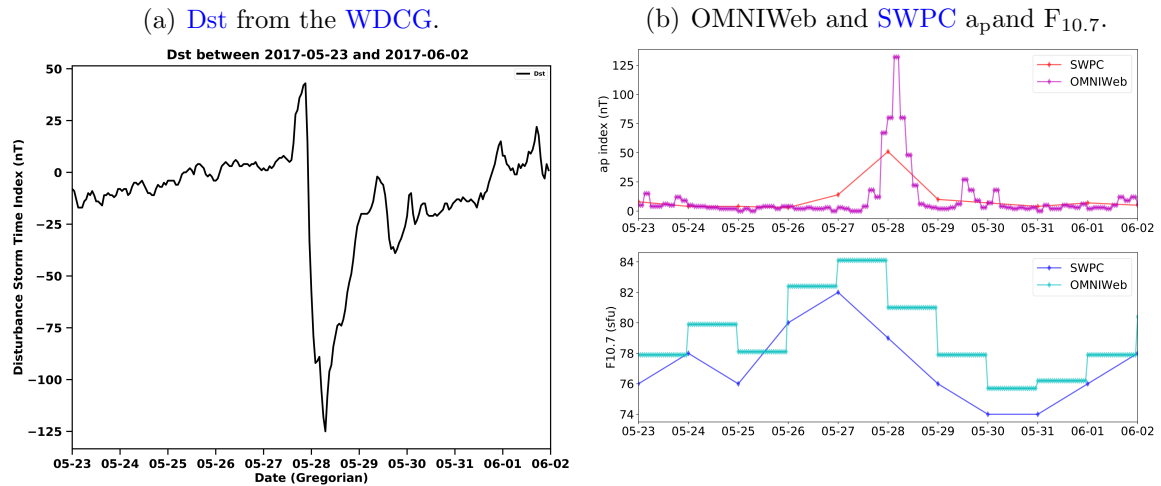 (a) Dst from the WDCG.
Dst between 2017-05-23 and 2017-06-02
Dst
Disturbance Storm Time Index (nT)
50
25
0
−25
−50
−75
−100
−125
05-23 05-24 05-25 05-26 05-27 05-28 05-29 05-30 05-31 06-01 06-02
Date (Gregorian)
(b) OMNIWeb and SWPC apand F10.7.
SWPC
OMNIWeb
ap index (nT)
125
100
75
50
25
0
05-23 05-24 05-25 05-26 05-27 05-28 05-29 05-30 05-31 06-01 06-02
SWPC
OMNIWeb
F10.7 (sfu)
84
82
80
78
76
74
05-23 05-24 05-25 05-26 05-27 05-28 05-29 05-30 05-31 06-01 06-02